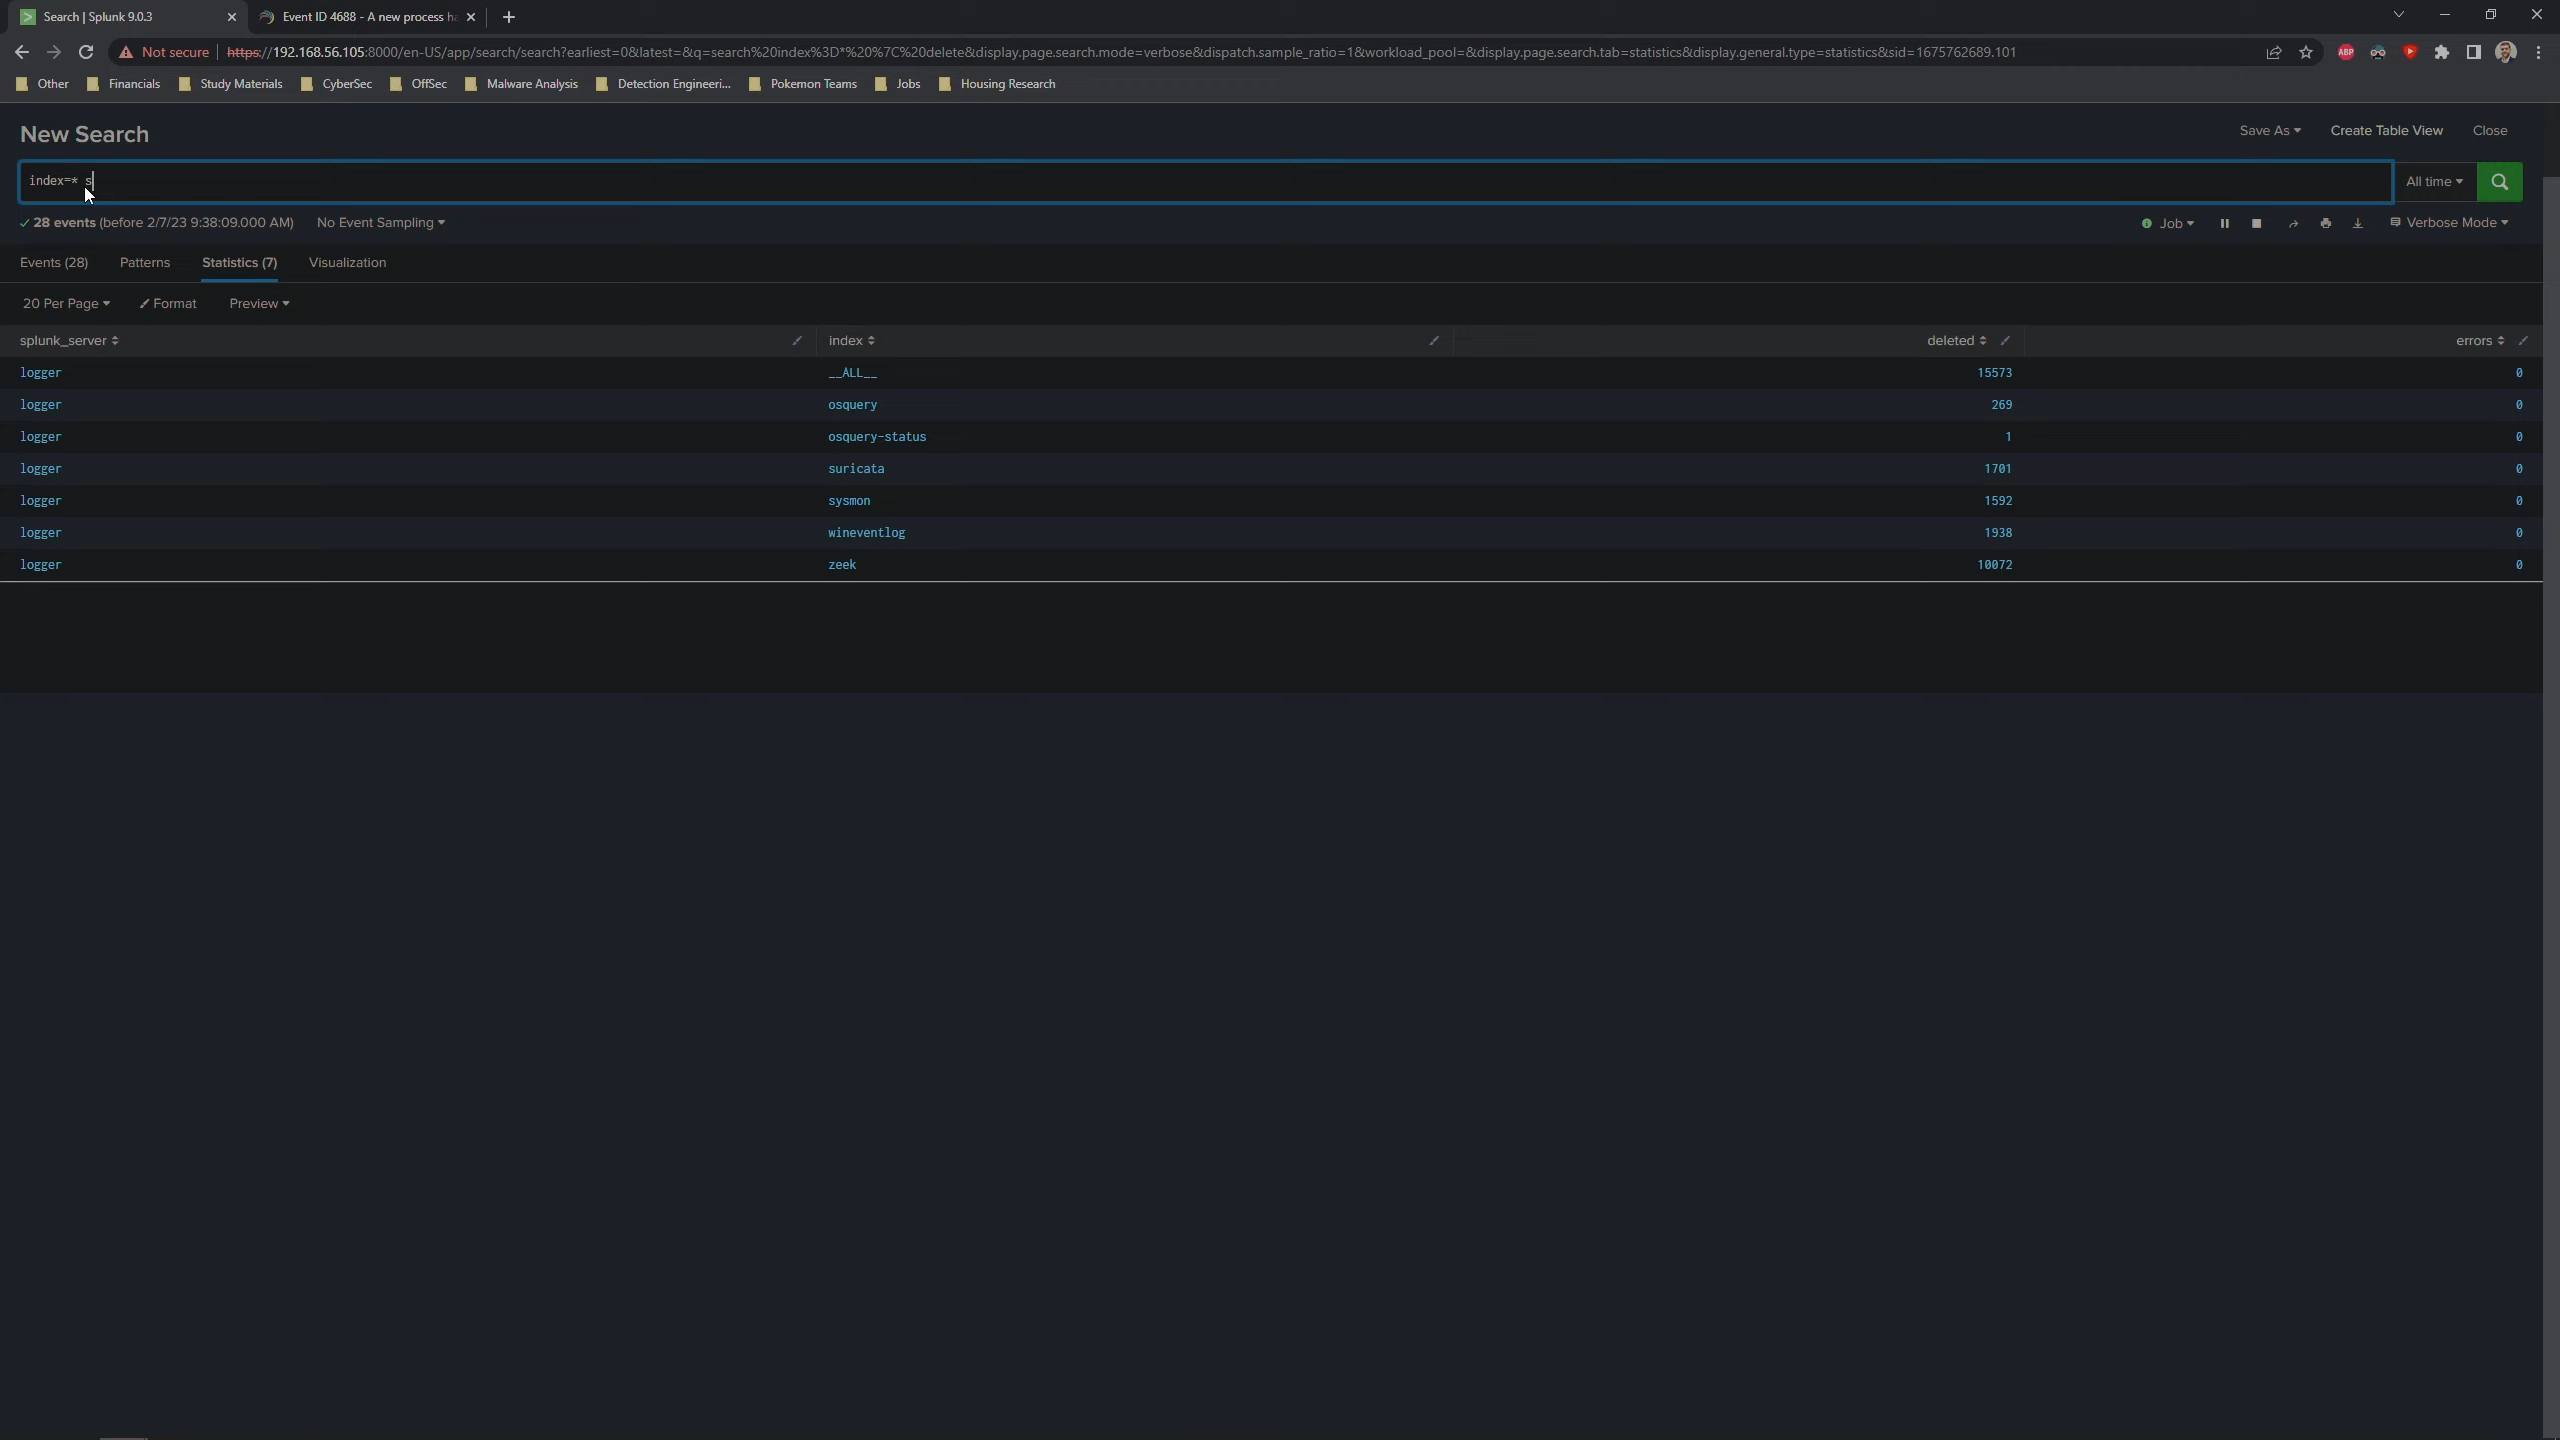 Search | Splunk 9.0.3
Event ID 4688 - A new process ha
Not secure https://192.168.56.105:8000/en-US/app/search/search?earliest=0&latest=&q=search%20index%3D*%20%7C%20delete&display.page.search.mode=verbose&dispatch.sample_ratio=1&workload_pool=&display.page.search.tab=statistics&display.general.type=statistics&sid=1675762689.101
ABP
Other Financials Study Materials CyberSec OffSec Malware Analysis Detection Engineeri... Pokemon Teams Jobs Housing Research
New Search
Save As Create Table View Close
index=* s
All time
28 events (before 2/7/23 9:38:09.000 AM) No Event Sampling
Job Verbose Mode
Events (28) Patterns Statistics (7) Visualization
20 Per Page Format Preview
splunk_server index deleted errors
logger __ALL__ 15573 0
logger osquery 269 0
logger osquery-status 1 0
logger suricata 1701 0
logger sysmon 1592 0
logger wineventlog 1938 0
logger zeek 10072 0